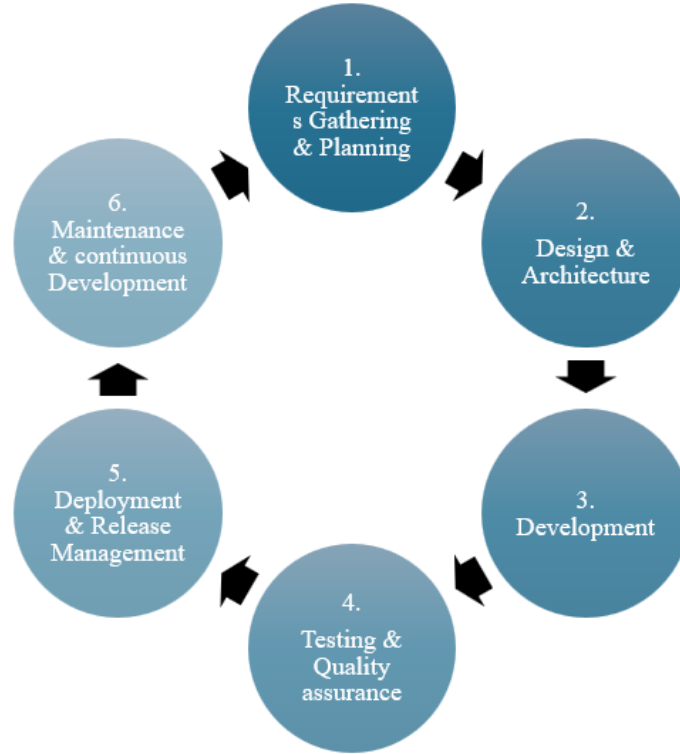 1.
Requirement
s Gathering
& Planning
2.
Design &
Architecture
3.
Development
4.
Testing &
Quality
assurance
5.
Deployment
& Release
Management
6.
Maintenance
& continuous
Development